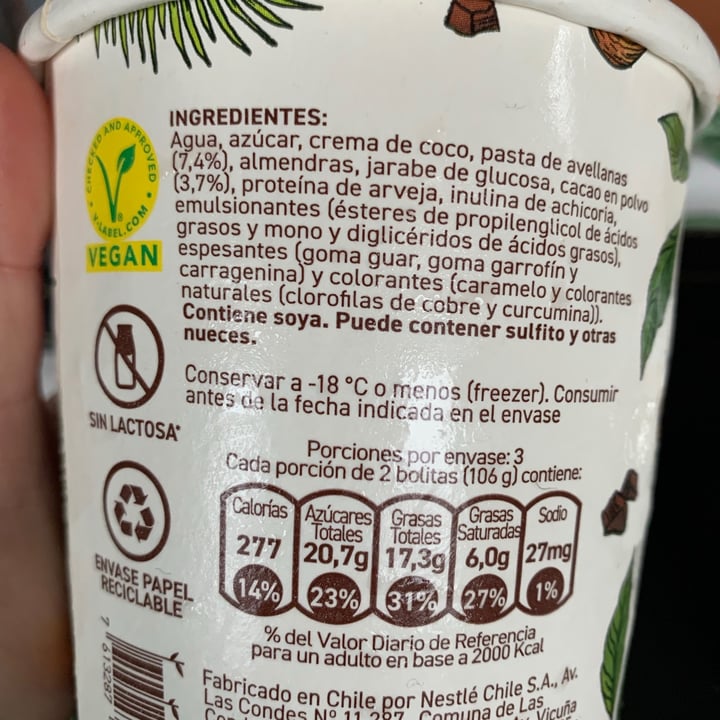 INGREDIENTES:
Agua, azúcar, crema de coco, pasta de avellanas
(7,4%), almendras, jarabe de glucosa, cacao en polvo
(3,7%), proteína de arveja, inulina de achicoria,
emulsionantes (ésteres de propilenglicol de ácidos
grasos y mono y diglicéridos de ácidos grasos),
espesantes (goma guar, goma garrofín y
carragenina) y colorantes (caramelo y colorantes
naturales (clorofilas de cobre y curcumina)).
Contiene soya. Puede contener sulfito y otras
nueces.
CHECKED AND APPROVED
V-LABEL.COM
VEGAN
Conservar a -18 °C o menos (freezer). Consumir
antes de la fecha indicada en el envase
SIN LACTOSA*
Porciones por envase: 3
Cada porción de 2 bolitas (106 g) contiene:
Calorías
277
14%
Azúcares
Totales
20,7g
23%
Grasas
Totales
17,3g
31%
Grasas
Saturadas
6,0g
27%
Sodio
27mg
1%
ENVASE PAPEL
RECICLABLE
% del Valor Diario de Referencia
para un adulto en base a 2000 Kcal
7 613287
Fabricado en Chile por Nestlé Chile S.A., Av.
Las Condes Nº 11.287, Comuna de Las
Vicuña